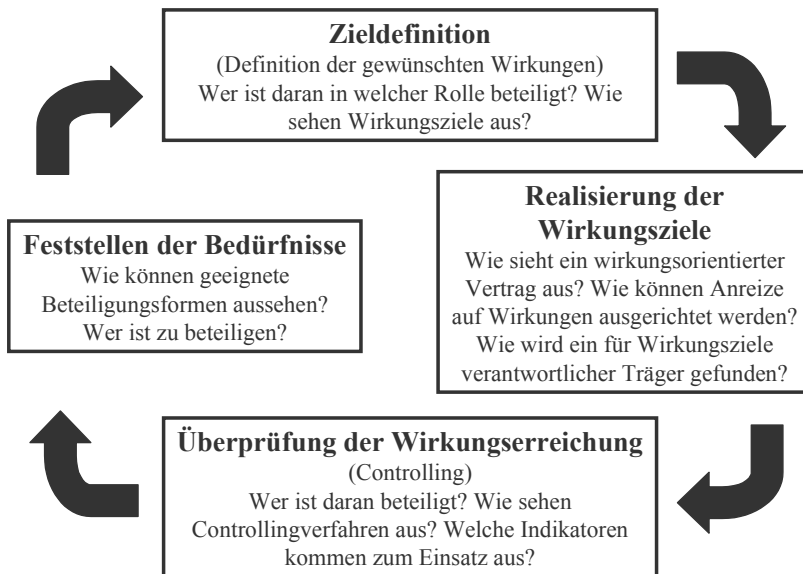 Zieldefinition
(Definition der gewünschten Wirkungen)
Wer ist daran in welcher Rolle beteiligt? Wie
sehen Wirkungsziele aus?
Realisierung der
Wirkungsziele
Wie sieht ein wirkungsorientierter
Vertrag aus? Wie können Anreize
auf Wirkungen ausgerichtet werden?
Wie wird ein für Wirkungsziele
verantwortlicher Träger gefunden?
Überprüfung der Wirkungserreichung
(Controlling)
Wer ist daran beteiligt? Wie sehen
Controllingverfahren aus? Welche Indikatoren
kommen zum Einsatz aus?
Feststellen der Bedürfnisse
Wie können geeignete
Beteiligungsformen aussehen?
Wer ist zu beteiligen?